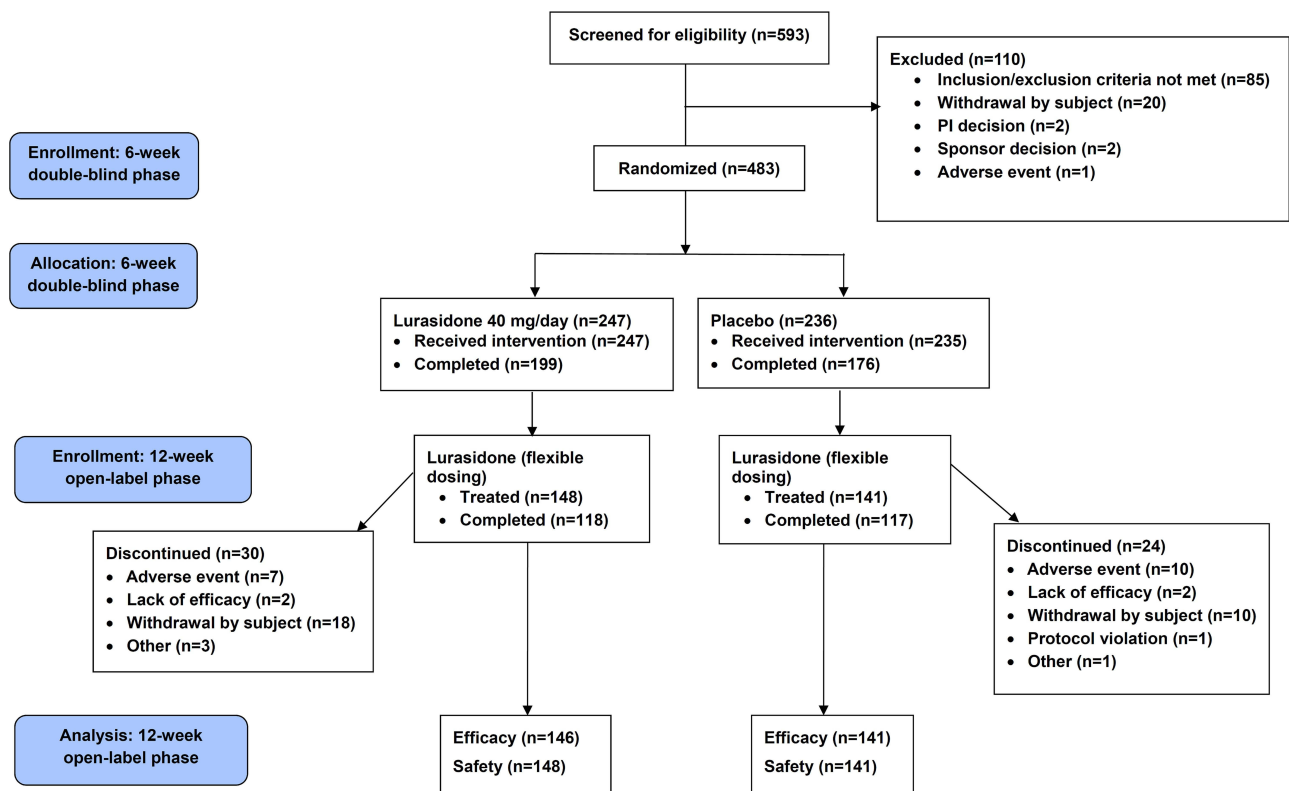 Screened for eligibility (n=593)
Excluded (n=110)
• Inclusion/exclusion criteria not met (n=85)
• Withdrawal by subject (n=20)
• PI decision (n=2)
• Sponsor decision (n=2)
• Adverse event (n=1)
Enrollment: 6-week
double-blind phase
Randomized (n=483)
Allocation: 6-week
double-blind phase
Lurasidone 40 mg/day (n=247)
• Received intervention (n=247)
• Completed (n=199)
Placebo (n=236)
• Received intervention (n=235)
• Completed (n=176)
Enrollment: 12-week
open-label phase
Lurasidone (flexible
dosing)
• Treated (n=148)
• Completed (n=118)
Lurasidone (flexible
dosing)
• Treated (n=141)
• Completed (n=117)
Discontinued (n=30)
• Adverse event (n=7)
• Lack of efficacy (n=2)
• Withdrawal by subject (n=18)
• Other (n=3)
Discontinued (n=24)
• Adverse event (n=10)
• Lack of efficacy (n=2)
• Withdrawal by subject (n=10)
• Protocol violation (n=1)
• Other (n=1)
Analysis: 12-week
open-label phase
Efficacy (n=146)
Safety (n=148)
Efficacy (n=141)
Safety (n=141)